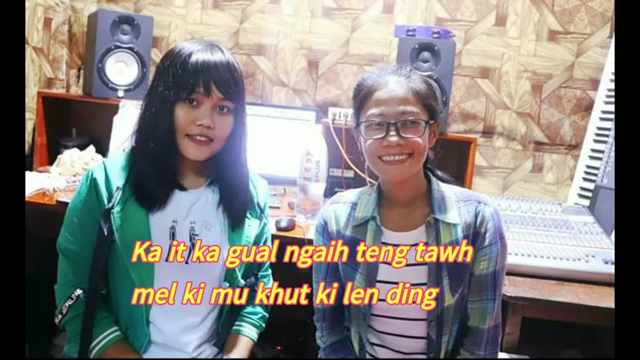 Ka it ka gual ngaih teng tawh
mel ki mu khut ki len ding